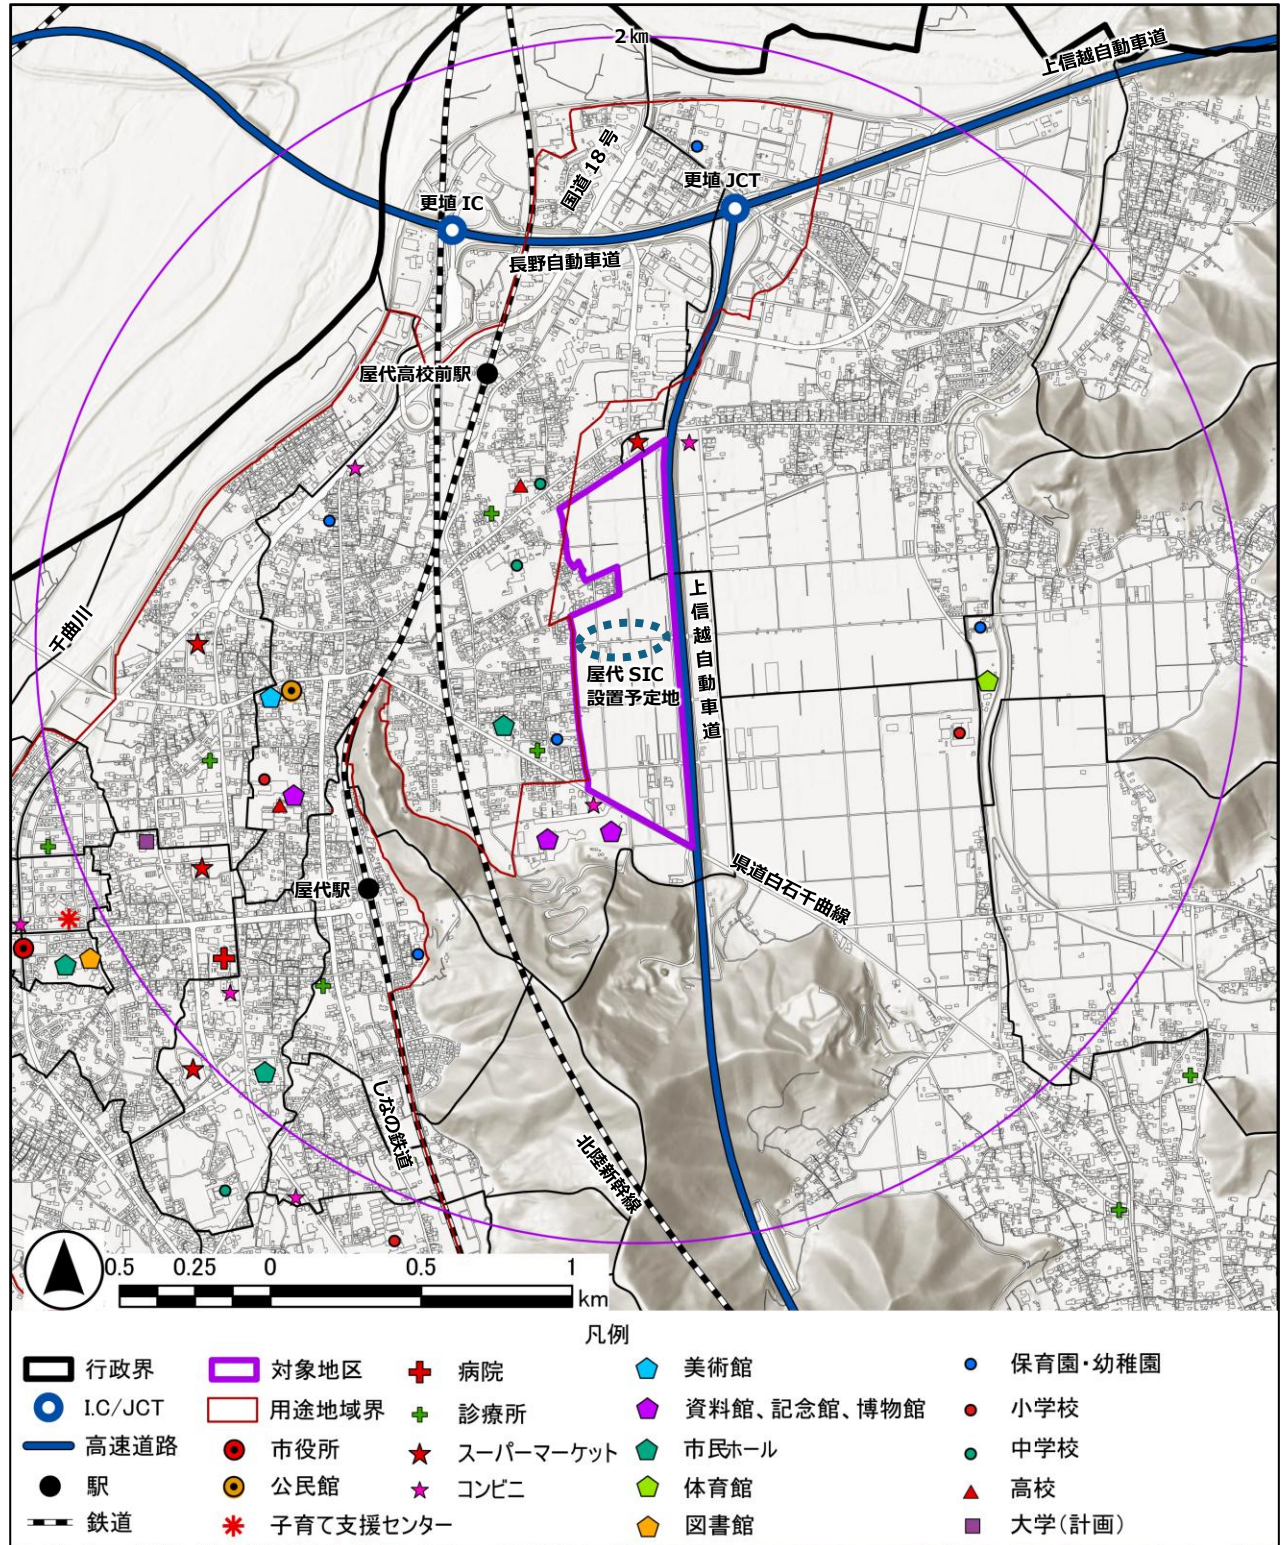 2㎞
上信越自動車道
国道 18 号
更埴 JCT
更埴 IC
長野自動車道
屋代高校前駅
千曲川
上信越自動車道
屋代 SIC
設置予定地
県道白石千曲線
屋代駅
しなの鉄道
北陸新幹線
0.5 0.25 0 0.5 1
km
凡例
行政界 対象地区 病院 美術館 保育園・幼稚園
I.C/JCT 用途地域界 診療所 資料館、記念館、博物館 小学校
高速道路 市役所 スーパーマーケット 市民ホール 中学校
駅 公民館 コンビニ 体育館 高校
鉄道 子育て支援センター 図書館 大学(計画)